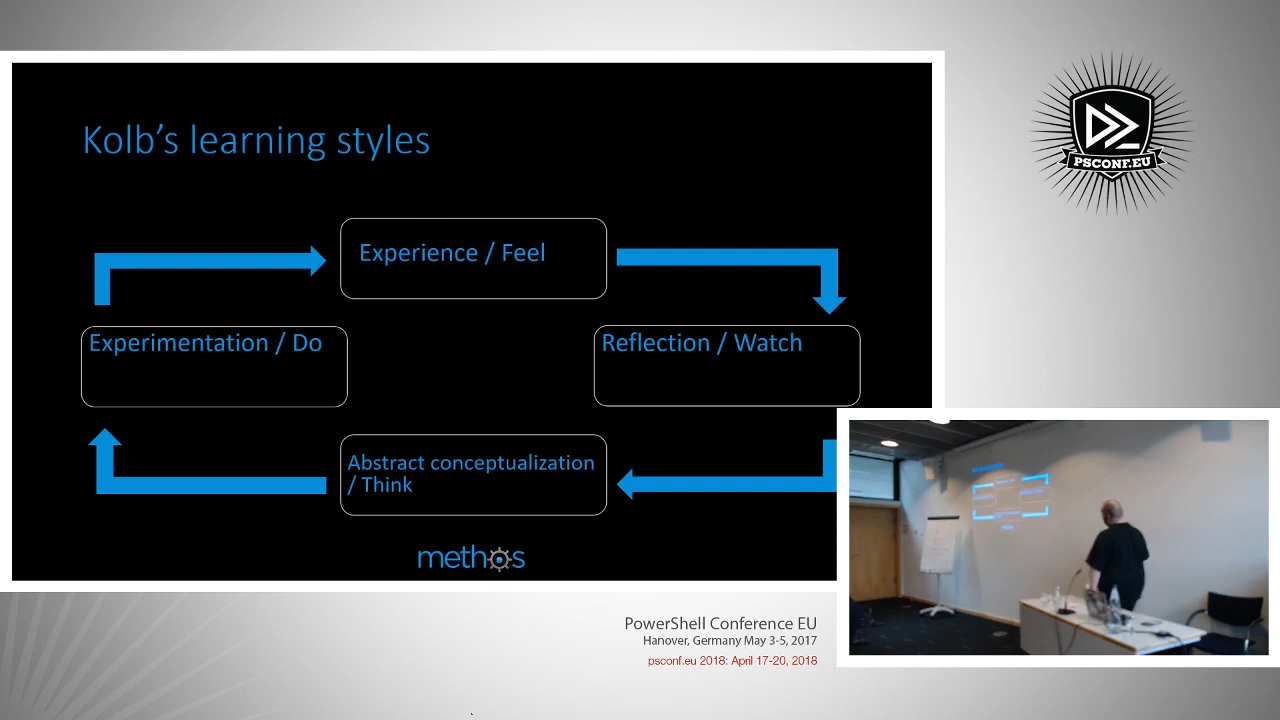 Kolb's learning styles
Experience / Feel
Experimentation / Do
Reflection / Watch
Abstract conceptualization
/ Think
methos
PSCONF.EU
PowerShell Conference EU
Hanover, Germany May 3-5, 2017
psconf.eu 2018: April 17-20, 2018